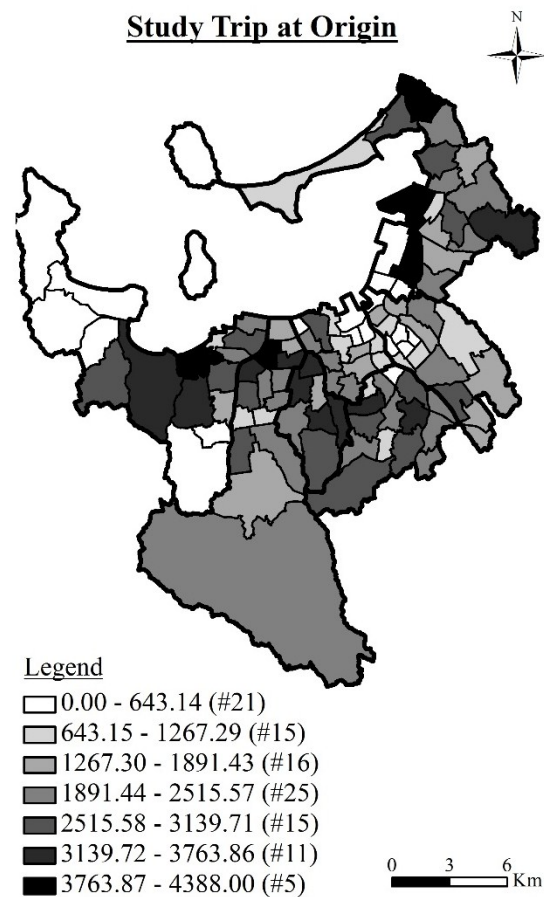 Study Trip at Origin
N
Legend
0.00 - 643.14 (#21)
643.15 - 1267.29 (#15)
1267.30 - 1891.43 (#16)
1891.44 - 2515.57 (#25)
2515.58 - 3139.71 (#15)
3139.72 - 3763.86 (#11)
3763.87 - 4388.00 (#5)
0 3 6
Km